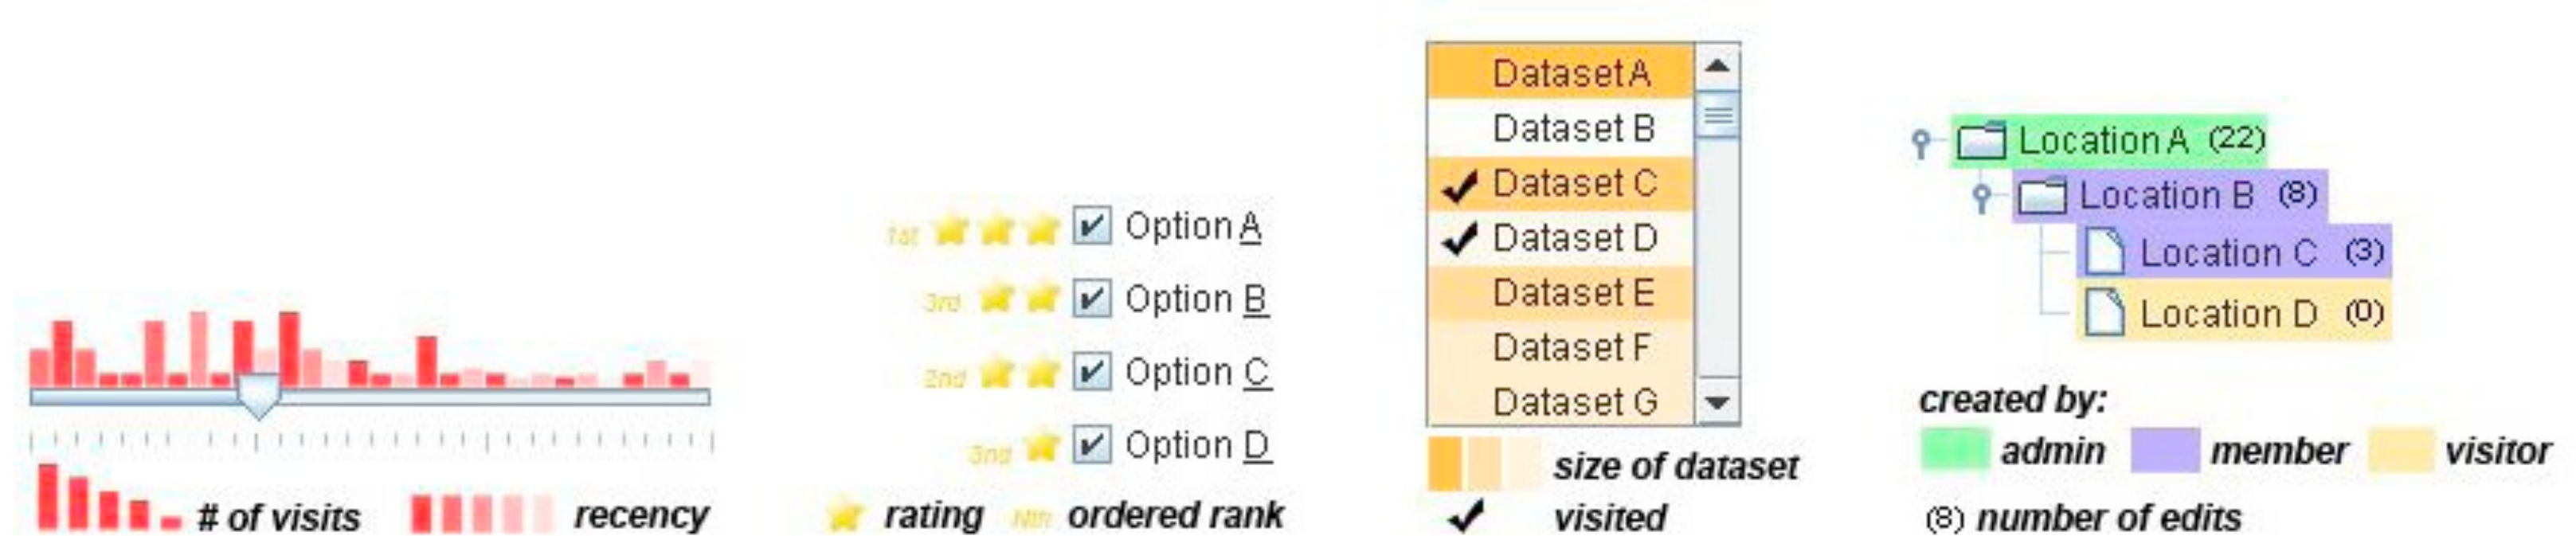 # of visits
recency
1st Option A
3rd Option B
2nd Option C
3nd Option D
rating
Nth ordered rank
Dataset A
Dataset B
Dataset C
Dataset D
Dataset E
Dataset F
Dataset G
size of dataset
visited
Location A (22)
Location B (8)
Location C (3)
Location D (0)
created by:
admin member visitor
(8) number of edits